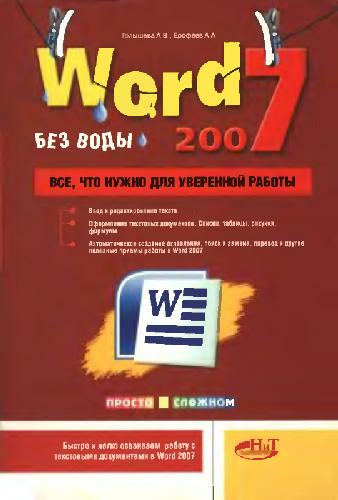 Голышева А.В., Ерофеев А.А.
Word 2007
БЕЗ ВОДЫ
ВСЕ, ЧТО НУЖНО ДЛЯ УВЕРЕННОЙ РАБОТЫ
Ввод и редактирование текста
Оформление текстовых документов. Списки, таблицы, рисунки,
формулы
Автоматическое создание оглавления, поиск и замена, перевод и другие
полезные приемы работы в Word 2007
W
ПРОСТО О СЛОЖНОМ
Быстро и легко осваиваем работу с
текстовыми документами в Word 2007
НиТ